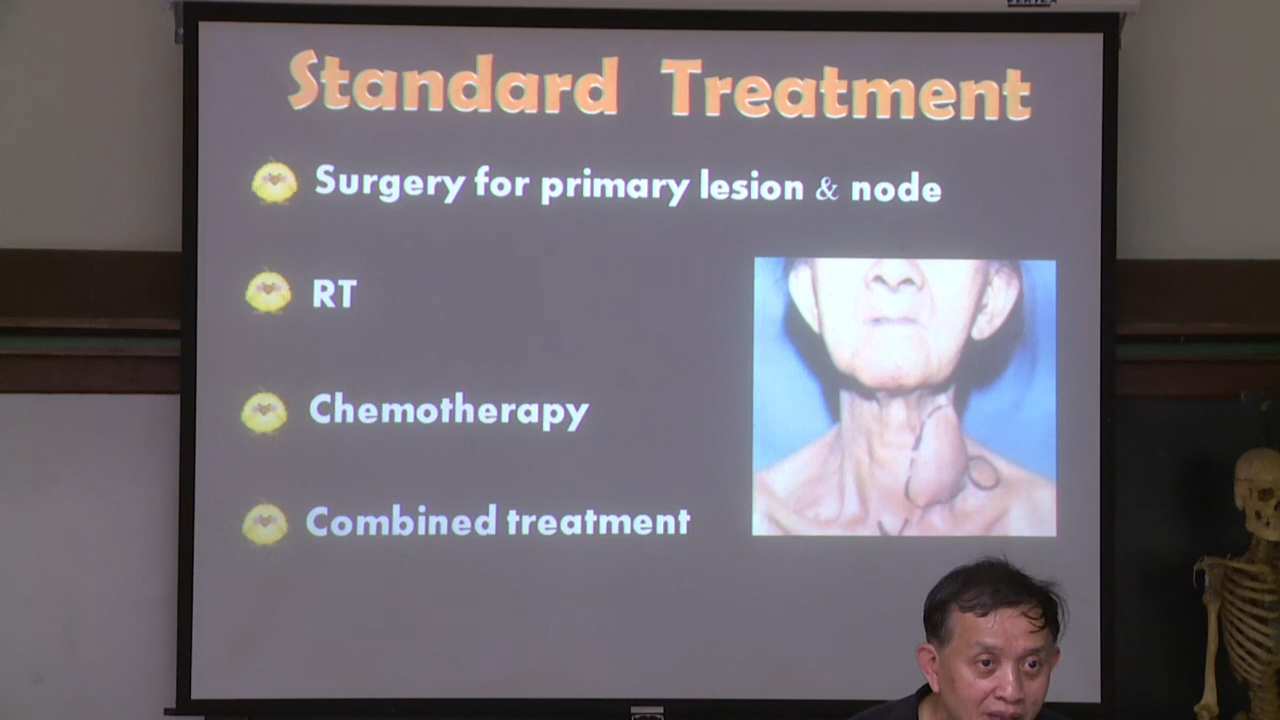 Standard Treatment
Surgery for primary lesion & node
RT
Chemotherapy
Combined treatment